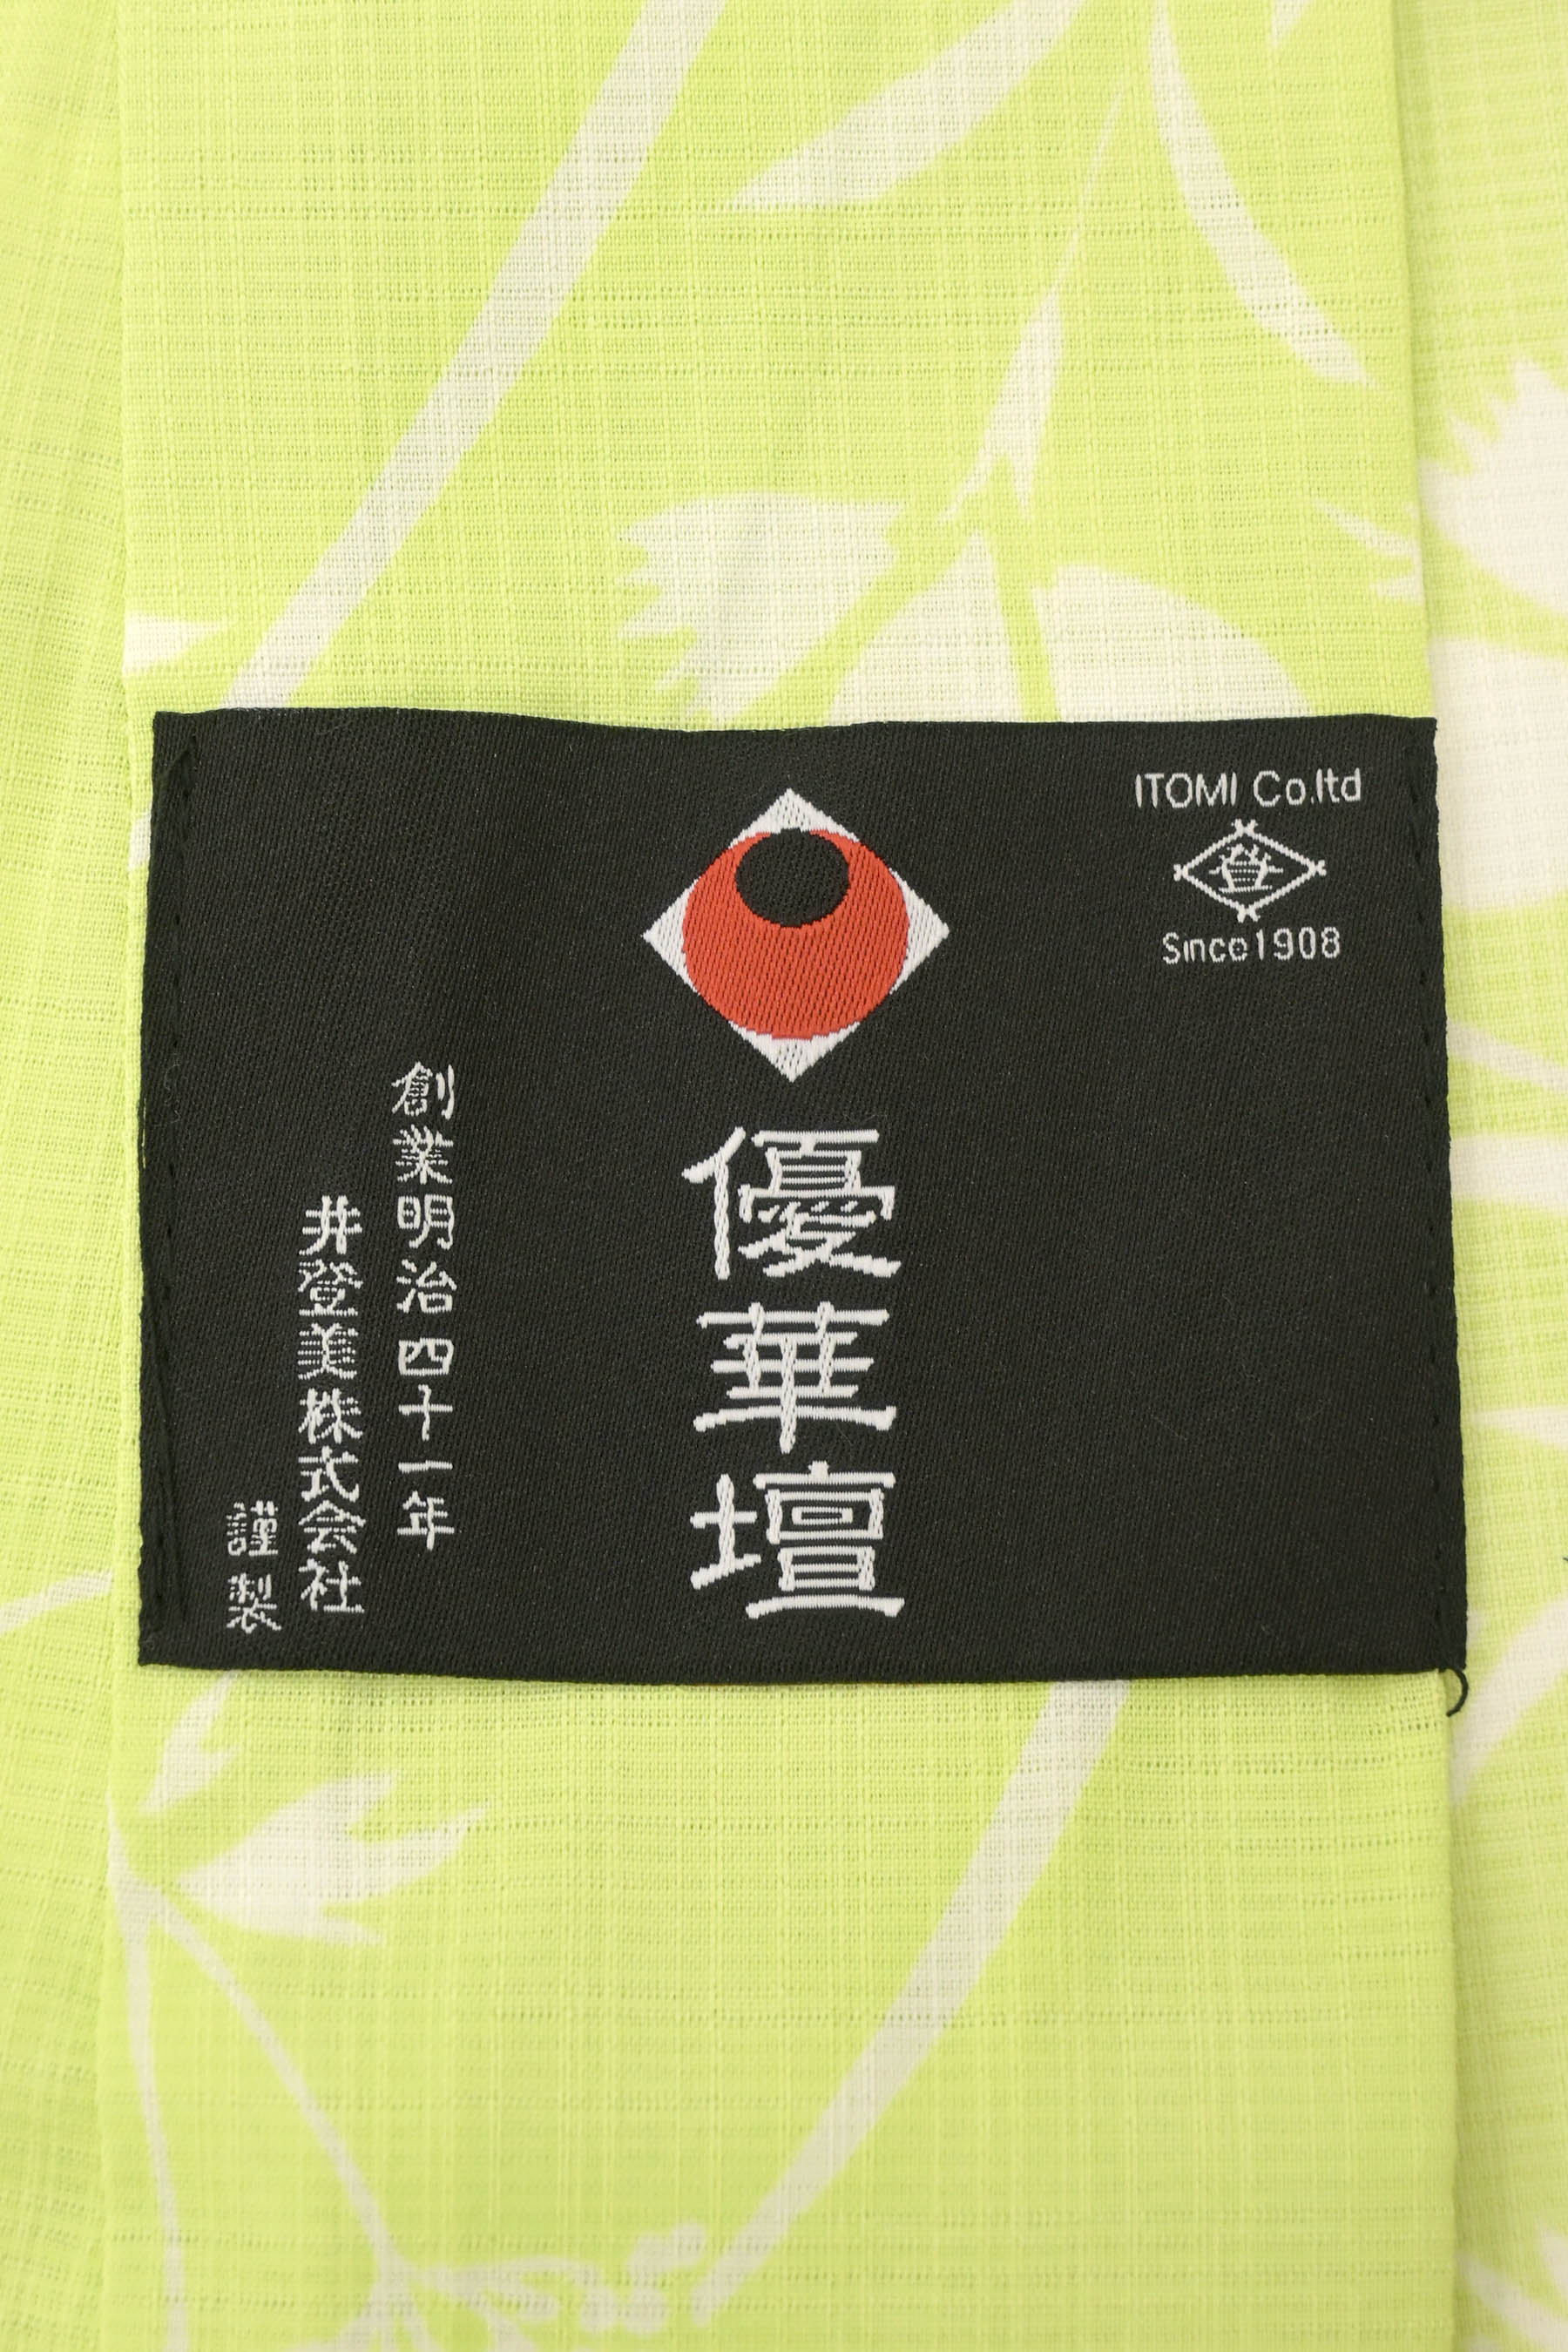 ITOMI Co.ltd
登
Since1908
優華壇
創業明治四十一年
井登美株式会社
謹製